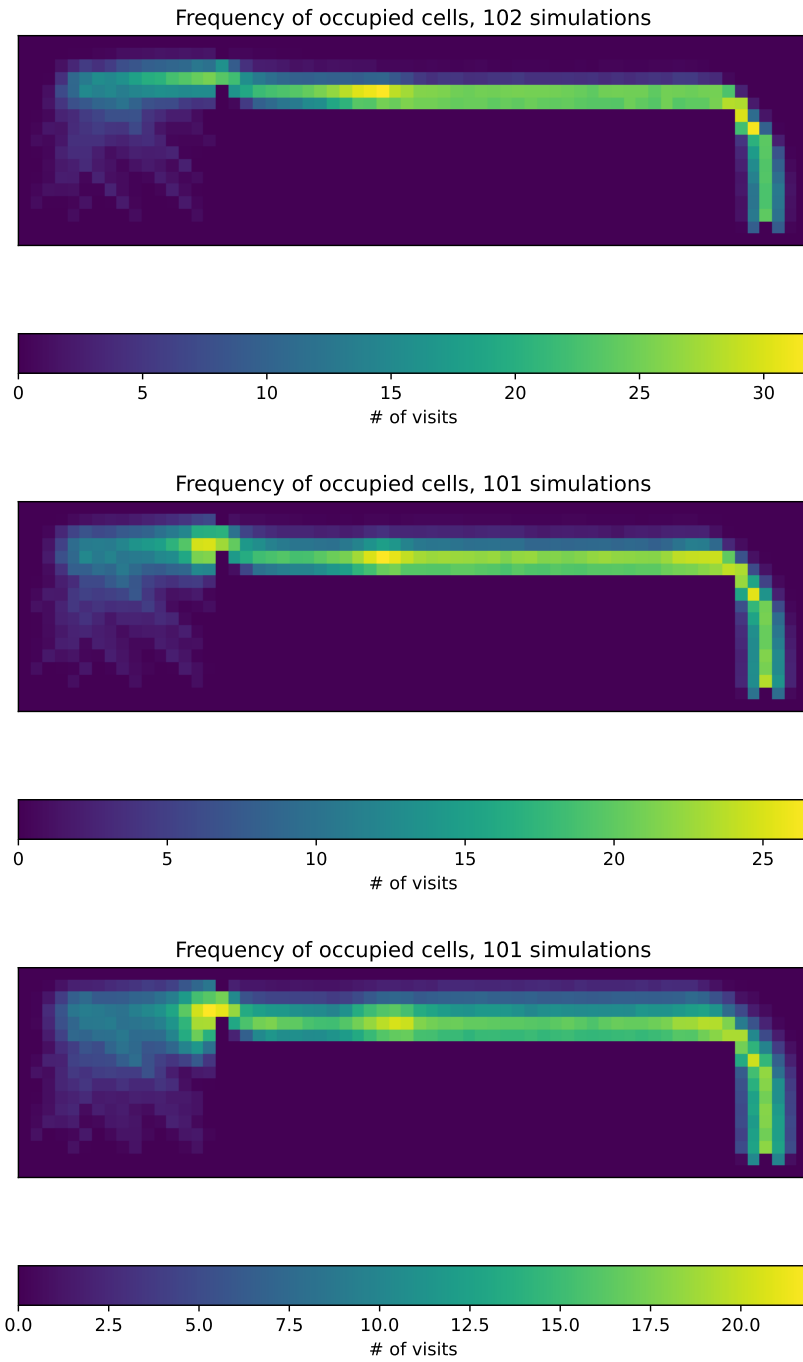 Frequency of occupied cells, 102 simulations
0 5 10 15 20 25 30
# of visits
Frequency of occupied cells, 101 simulations
0 5 10 15 20 25
# of visits
Frequency of occupied cells, 101 simulations
0.0 2.5 5.0 7.5 10.0 12.5 15.0 17.5 20.0
# of visits